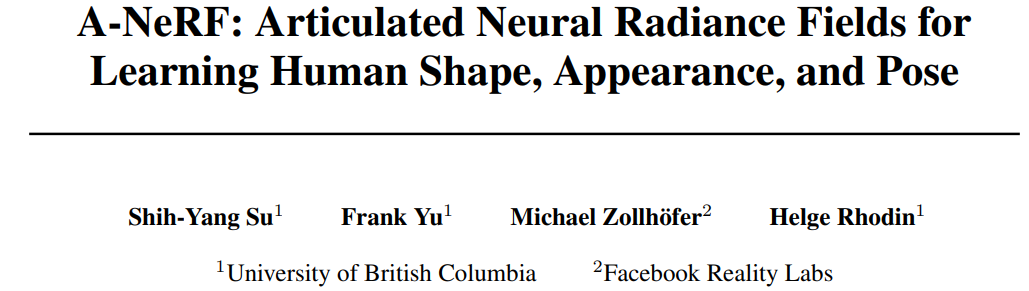 A-NeRF: Articulated Neural Radiance Fields for
Learning Human Shape, Appearance, and Pose
Shih-Yang Su¹ Frank Yu¹ Michael Zollhöfer² Helge Rhodin¹
¹University of British Columbia ²Facebook Reality Labs